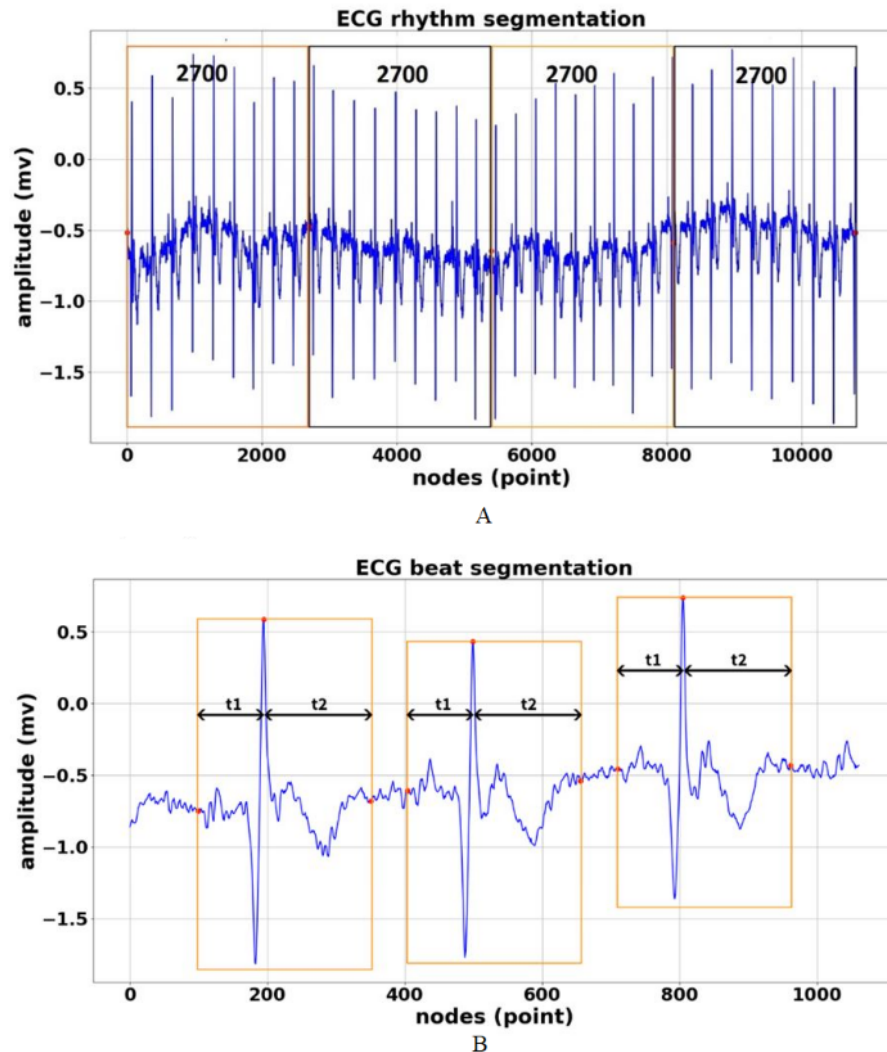 ECG rhythm segmentation
2700 2700 2700 2700
0.5
0.0
−0.5
−1.0
−1.5
amplitude (mv)
0 2000 4000 6000 8000 10000
nodes (point)
A
ECG beat segmentation
0.5
0.0
−0.5
−1.0
−1.5
amplitude (mv)
t1 t2 t1 t2 t1 t2
0 200 400 600 800 1000
nodes (point)
B